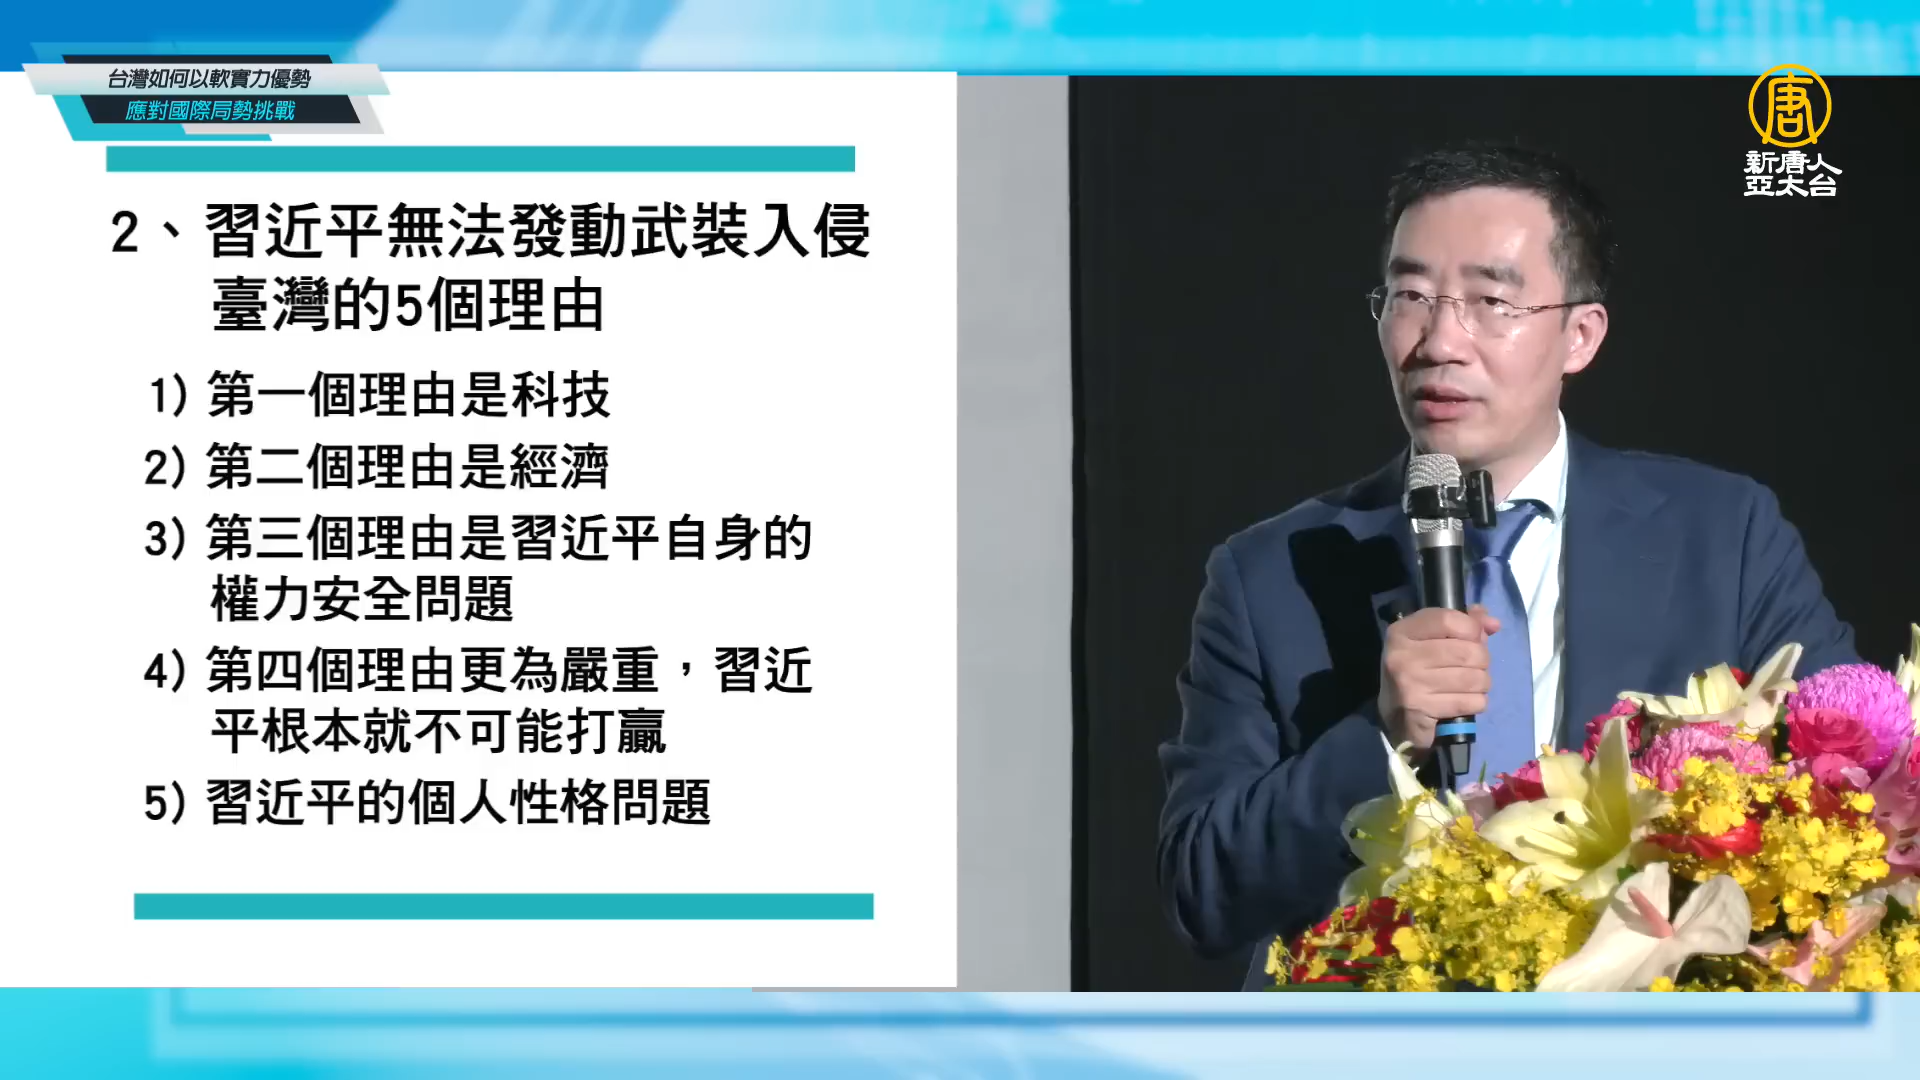 台灣如何以軟實力優勢
應對國際局勢挑戰
2、習近平無法發動武裝入侵
臺灣的5個理由
1) 第一個理由是科技
2) 第二個理由是經濟
3) 第三個理由是習近平自身的
權力安全問題
4) 第四個理由更為嚴重，習近
平根本就不可能打贏
5) 習近平的個人性格問題
唐
新唐人
亞太台